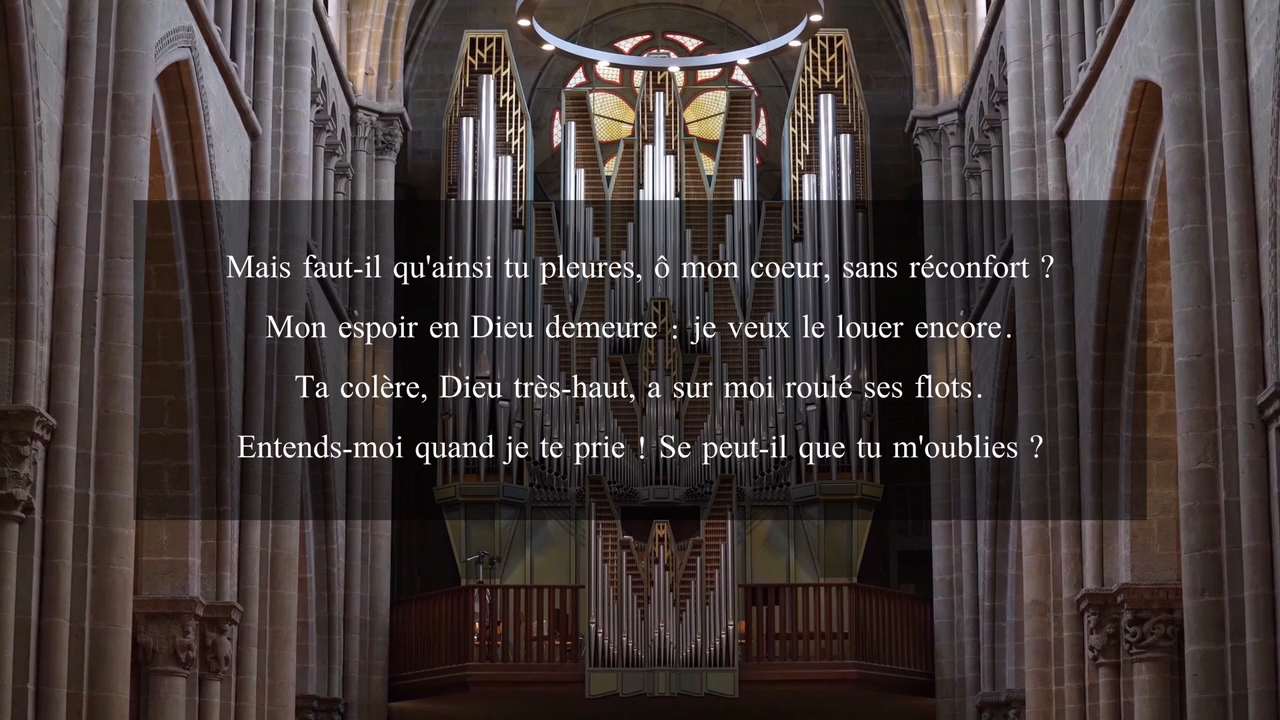 Mais faut-il qu'ainsi tu pleures, ô mon coeur, sans réconfort ?
Mon espoir en Dieu demeure : je veux le louer encore.
Ta colère, Dieu très-haut, a sur moi roulé ses flots.
Entends-moi quand je te prie ! Se peut-il que tu m'oublies ?